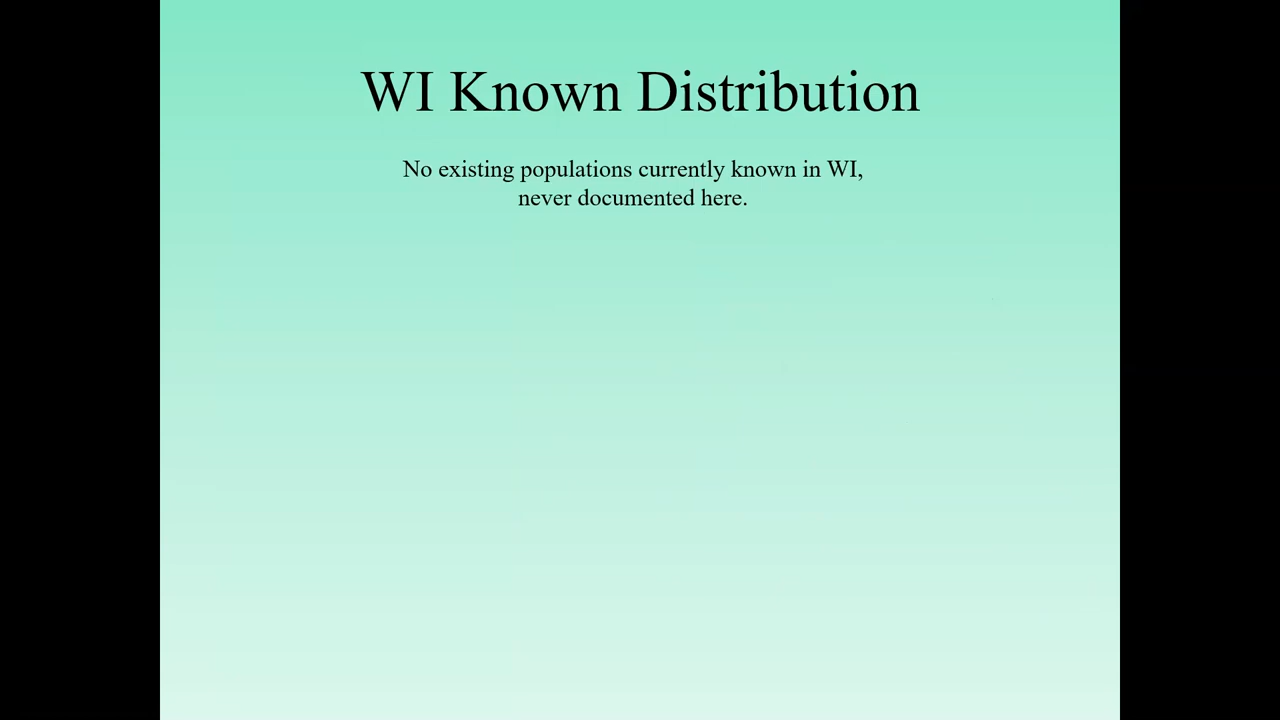 WI Known Distribution
No existing populations currently known in WI,
never documented here.